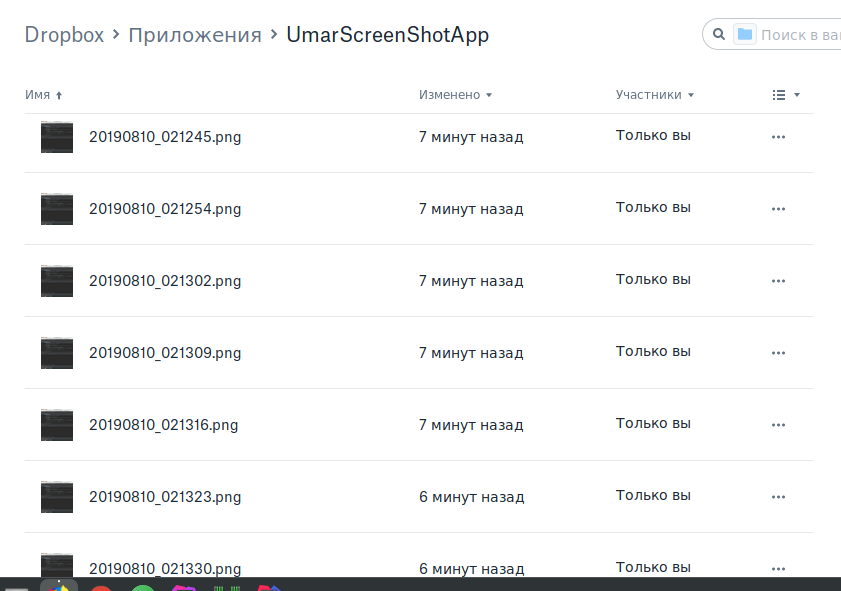 Dropbox > Приложения > UmarScreenShotApp
Поиск в ва
Имя Изменено Участники
20190810_021245.png 7 минут назад Только вы
20190810_021254.png 7 минут назад Только вы
20190810_021302.png 7 минут назад Только вы
20190810_021309.png 7 минут назад Только вы
20190810_021316.png 7 минут назад Только вы
20190810_021323.png 6 минут назад Только вы
20190810_021330.png 6 минут назад Только вы